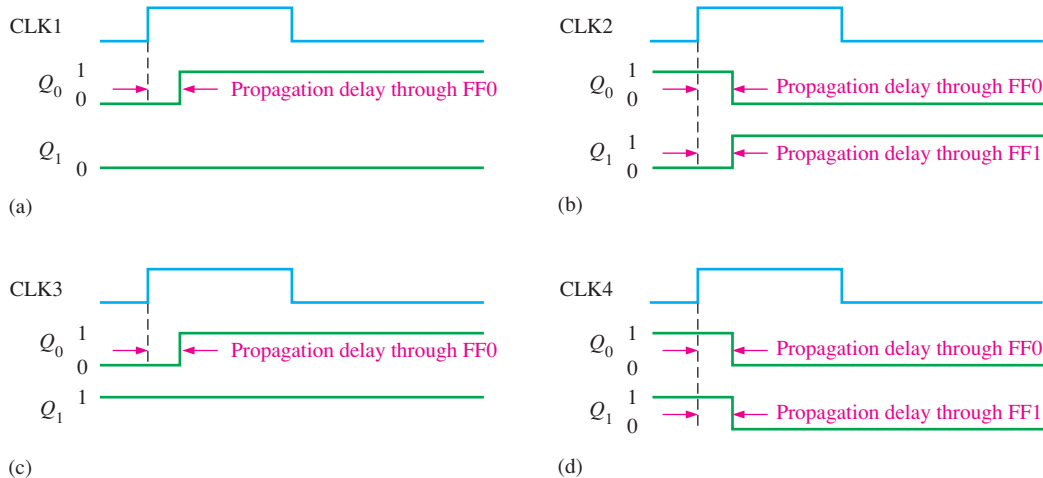 CLK1
1
Q0
0
Propagation delay through FF0
Q1
0
(a)
CLK2
1
Q0
0
Propagation delay through FF0
1
Q1
0
Propagation delay through FF1
(b)
CLK3
1
Q0
0
Propagation delay through FF0
1
Q1
(c)
CLK4
1
Q0
0
Propagation delay through FF0
1
Q1
0
Propagation delay through FF1
(d)